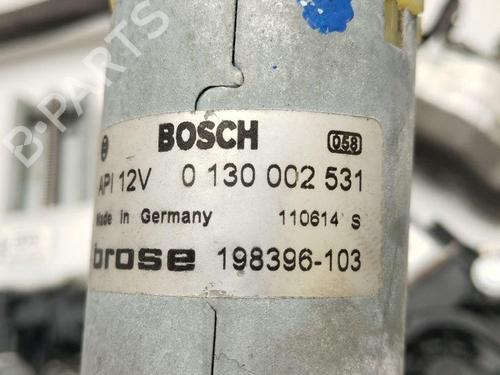 B-PARTS
BOSCH 058
API 12V 0 130 002 531
Made in Germany 110614 S
brose 198396-103